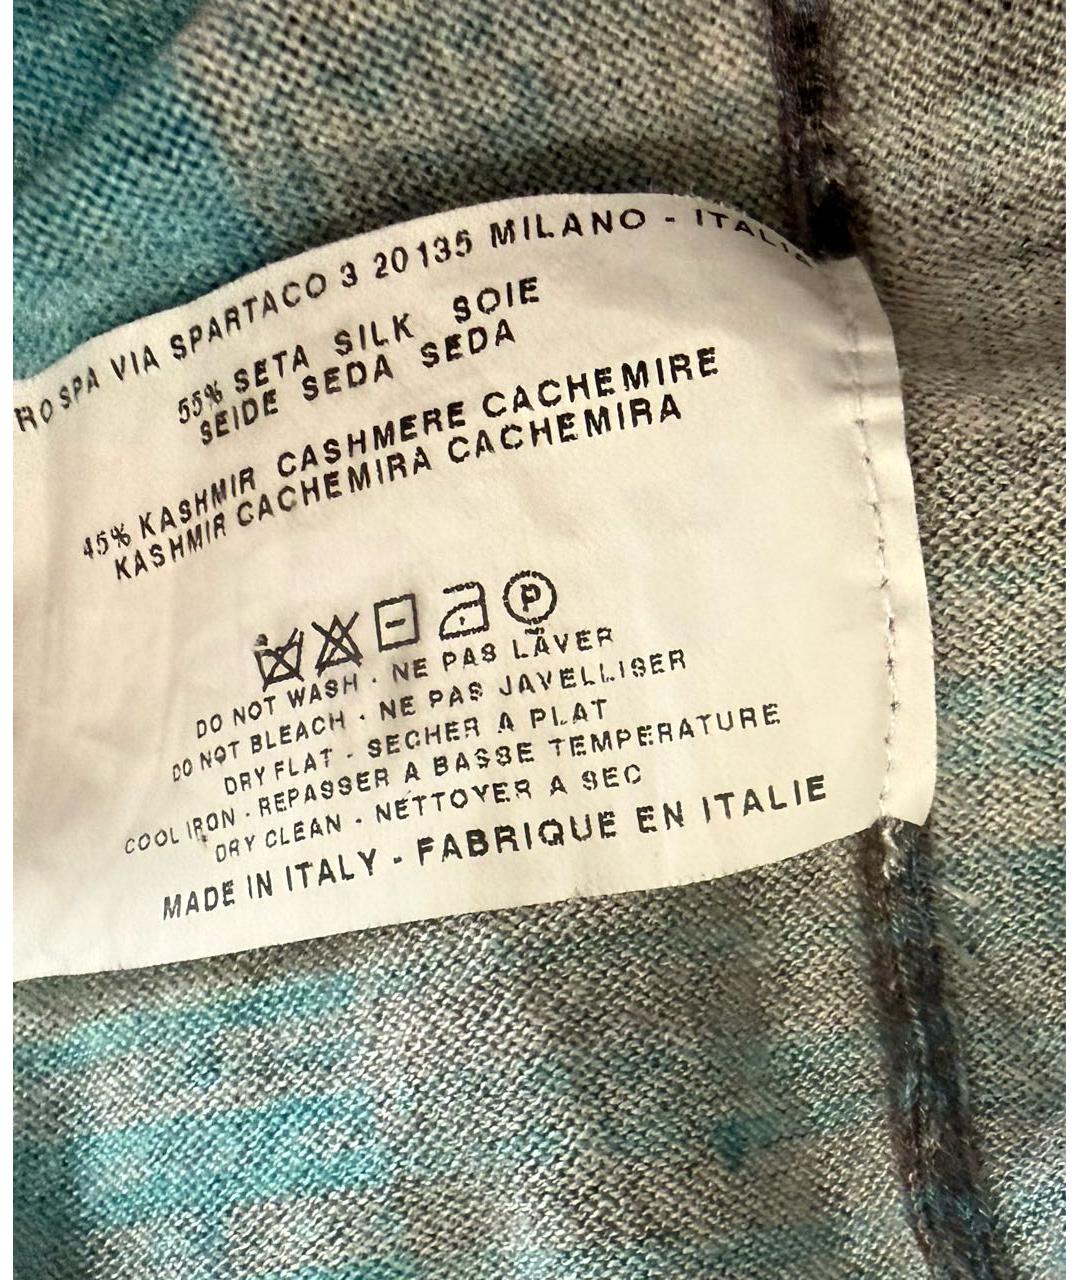 RO SPA VIA SPARTACO 3 20135 MILANO - ITALIA
55% SETA SILK SOIE
SEIDE SEDA SEDA
45% KASHMIR CASHMERE CACHEMIRE
KASHMIR CACHEMIRA CACHEMIRA
P
DO NOT WASH . NE PAS LAVER
DO NOT BLEACH . NE PAS JAVELLISER
DRY FLAT - SECHER A PLAT
COOL IRON - REPASSER A BASSE TEMPERATURE
DRY CLEAN - NETTOYER A SEC
MADE IN ITALY - FABRIQUE EN ITALIE